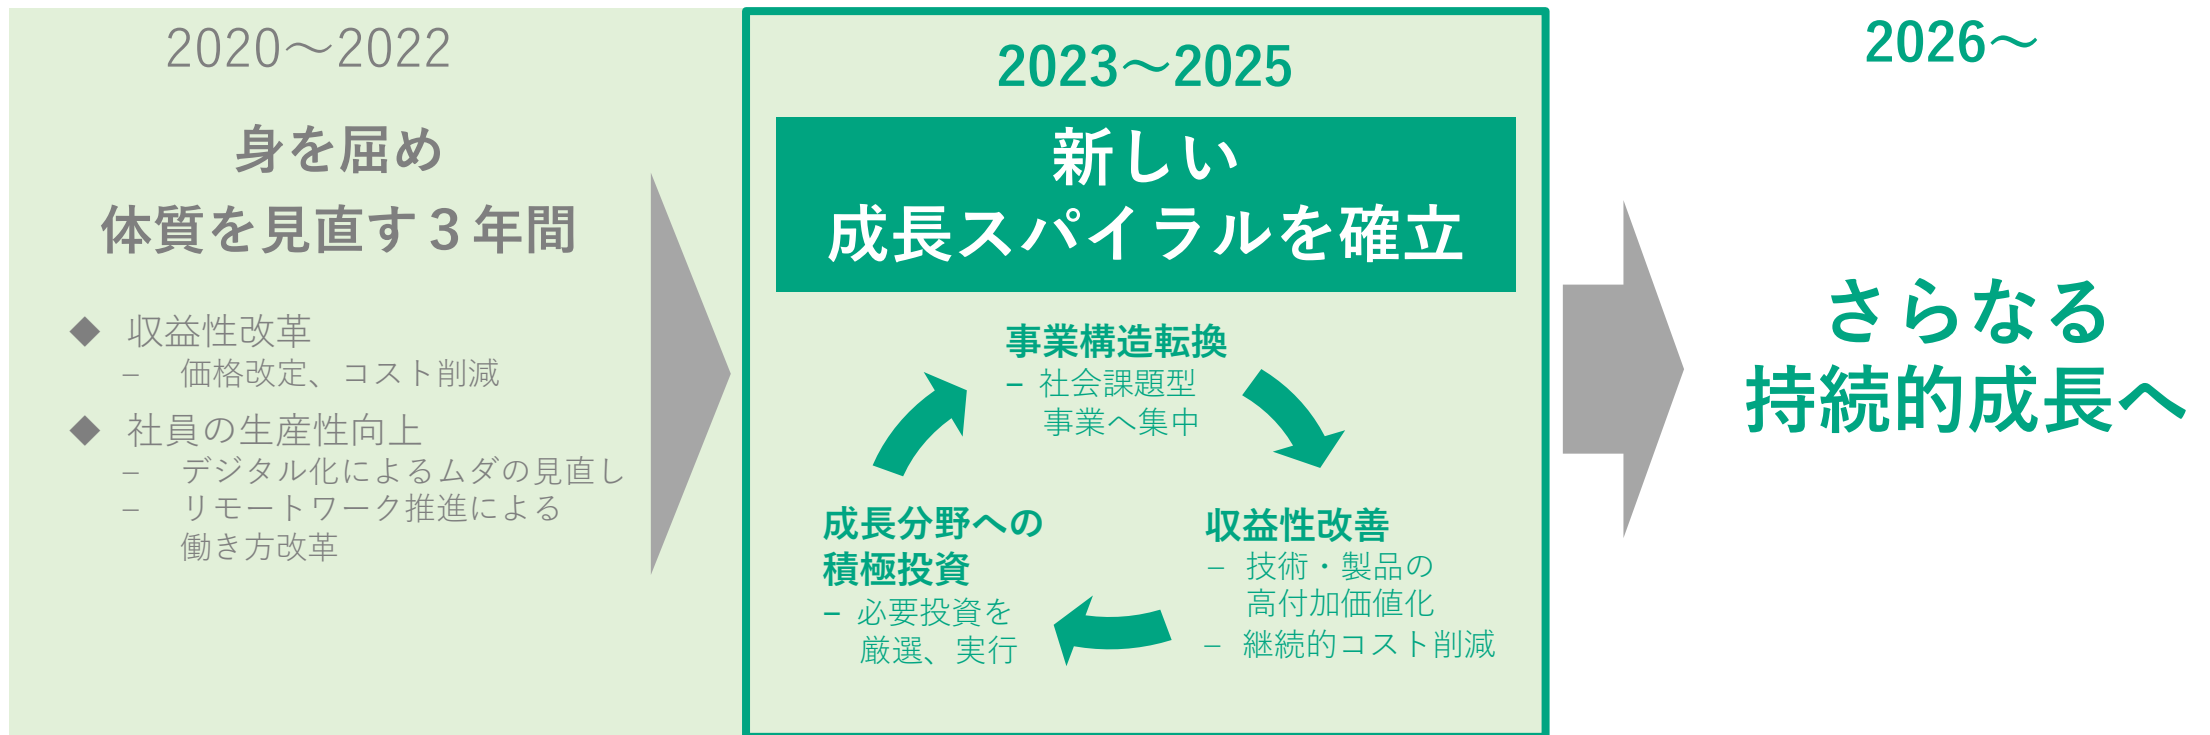 2020～2022
身を屈め
体質を見直す３年間
◆ 収益性改革
– 価格改定、コスト削減
◆ 社員の生産性向上
– デジタル化によるムダの見直し
– リモートワーク推進による
働き方改革
2023～2025
新しい
成長スパイラルを確立
事業構造転換
– 社会課題型
事業へ集中
収益性改善
– 技術・製品の
高付加価値化
– 継続的コスト削減
成長分野への
積極投資
– 必要投資を
厳選、実行
2026～
さらなる
持続的成長へ